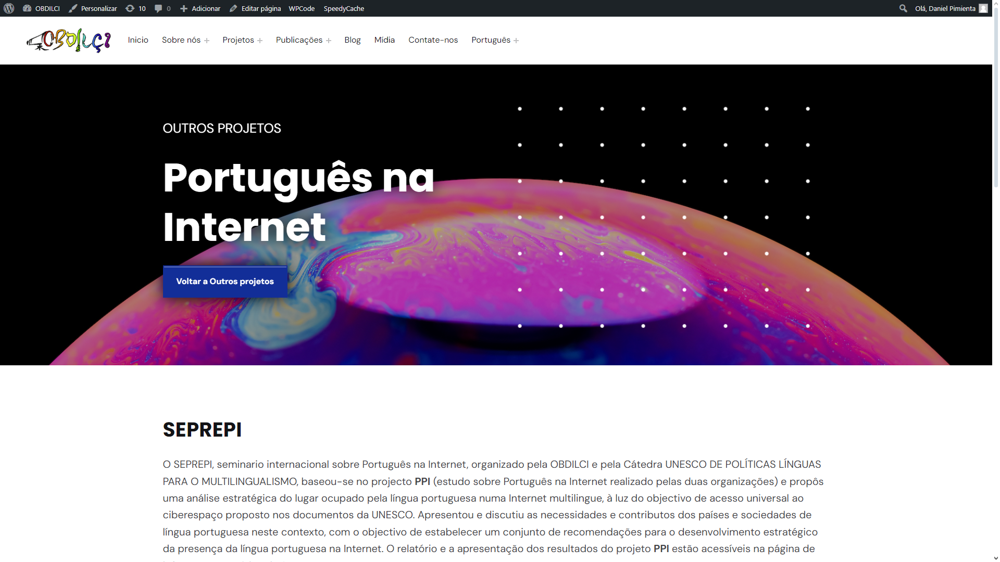 OBDILCI Personalizar 10 0 Adicionar Editar página WPCode SpeedyCache Olá, Daniel Pimienta
OBDILCI Inicio Sobre nós + Projetos + Publicações + Blog Mídia Contate-nos Português +
OUTROS PROJETOS
Português na
Internet
Voltar a Outros projetos
SEPREPI
O SEPREPI, seminario internacional sobre Português na Internet, organizado pela OBDILCI e pela Cátedra UNESCO DE POLÍTICAS LÍNGUAS
PARA O MULTILINGUALISMO, baseou-se no projecto PPI (estudo sobre Português na Internet realizado pelas duas organizações) e propôs
uma análise estratégica do lugar ocupado pela língua portuguesa numa Internet multilingue, à luz do objectivo de acesso universal ao
ciberespaço proposto nos documentos da UNESCO. Apresentou e discutiu as necessidades e contributos dos países e sociedades de
língua portuguesa neste contexto, com o objectivo de estabelecer um conjunto de recomendações para o desenvolvimento estratégico
da presença da língua portuguesa na Internet. O relatório e a apresentação dos resultados do projeto PPI estão acessíveis na página de